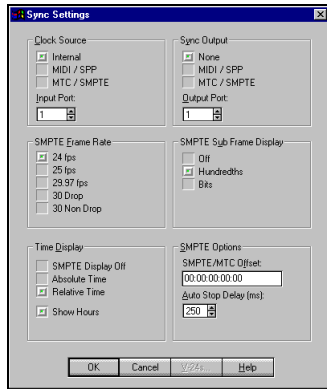 Sync Settings
Clock Source
Internal
MIDI / SPP
MTC / SMPTE
Input Port:
1
Sync Output
None
MIDI / SPP
MTC / SMPTE
Output Port:
1
SMPTE Frame Rate
24 fps
25 fps
29.97 fps
30 Drop
30 Non Drop
SMPTE Sub Frame Display
Off
Hundredths
Bits
Time Display
SMPTE Display Off
Absolute Time
Relative Time
Show Hours
SMPTE Options
SMPTE/MTC Offset:
00:00:00:00:00
Auto Stop Delay (ms):
250
OK Cancel V-24s... Help